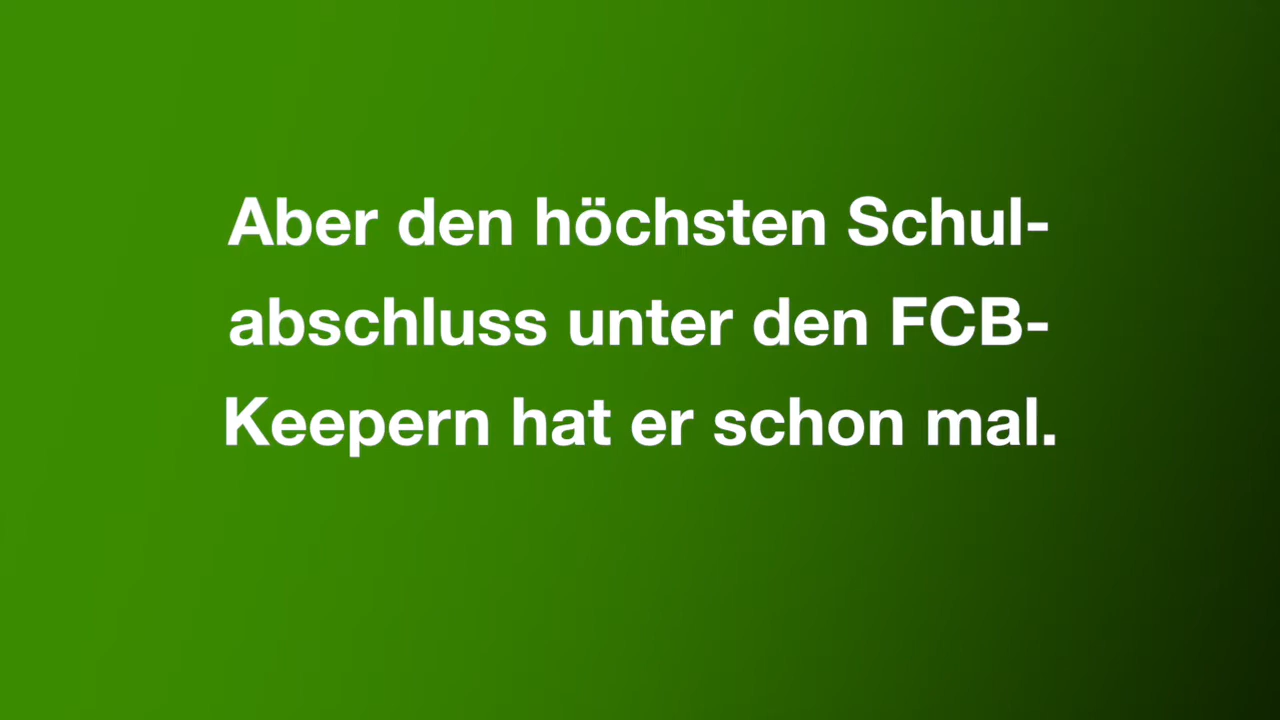 Aber den höchsten Schul-
abschluss unter den FCB-
Keepern hat er schon mal.